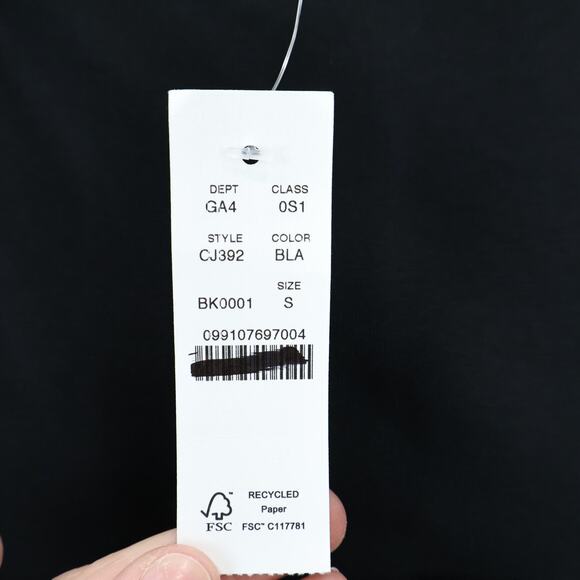 DEPT CLASS
GA4 0S1
STYLE COLOR
CJ392 BLA
SIZE
BK0001 S
099107697004
RECYCLED
Paper
FSC™ C117781
FSC